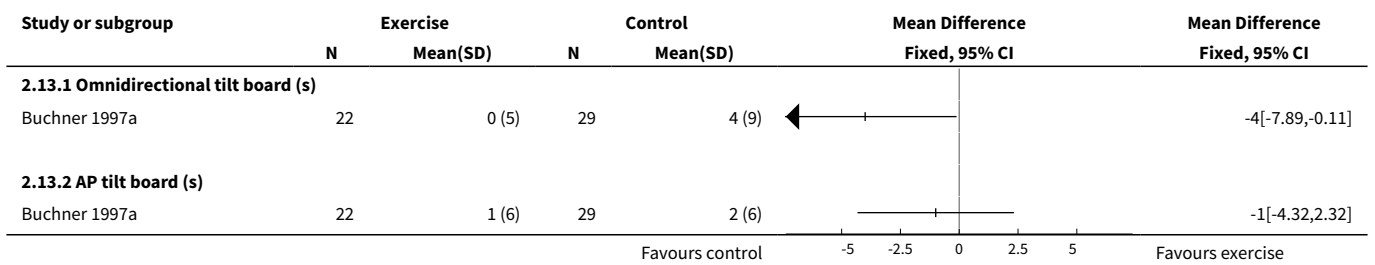 Study or subgroup Exercise Control Mean Difference Mean Difference
N Mean(SD) N Mean(SD) Fixed, 95% CI Fixed, 95% CI
2.13.1 Omnidirectional tilt board (s)
Buchner 1997a 22 0 (5) 29 4 (9) -4[-7.89,-0.11]
2.13.2 AP tilt board (s)
Buchner 1997a 22 1 (6) 29 2 (6) -1[-4.32,2.32]
Favours control -5 -2.5 0 2.5 5 Favours exercise